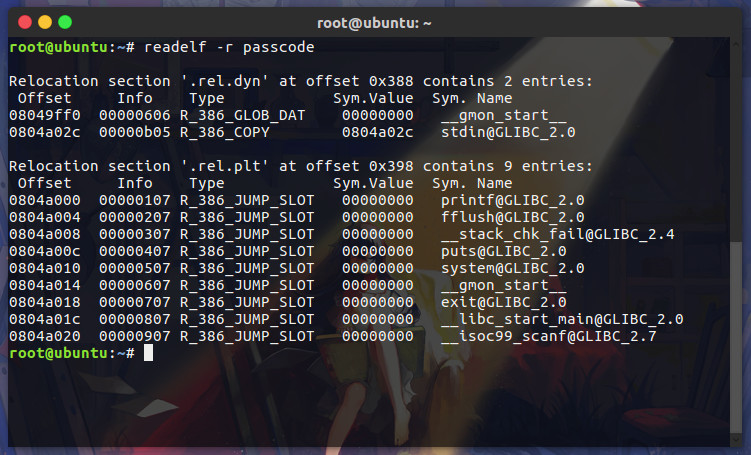 root@ubuntu: ~
root@ubuntu:~# readelf -r passcode
Relocation section '.rel.dyn' at offset 0x388 contains 2 entries:
Offset Info Type Sym.Value Sym. Name
08049ff0 00000606 R_386_GLOB_DAT 00000000 __gmon_start__
0804a02c 00000b05 R_386_COPY 0804a02c stdin@GLIBC_2.0
Relocation section '.rel.plt' at offset 0x398 contains 9 entries:
Offset Info Type Sym.Value Sym. Name
0804a000 00000107 R_386_JUMP_SLOT 00000000 printf@GLIBC_2.0
0804a004 00000207 R_386_JUMP_SLOT 00000000 fflush@GLIBC_2.0
0804a008 00000307 R_386_JUMP_SLOT 00000000 __stack_chk_fail@GLIBC_2.4
0804a00c 00000407 R_386_JUMP_SLOT 00000000 puts@GLIBC_2.0
0804a010 00000507 R_386_JUMP_SLOT 00000000 system@GLIBC_2.0
0804a014 00000607 R_386_JUMP_SLOT 00000000 __gmon_start__
0804a018 00000707 R_386_JUMP_SLOT 00000000 exit@GLIBC_2.0
0804a01c 00000807 R_386_JUMP_SLOT 00000000 __libc_start_main@GLIBC_2.0
0804a020 00000907 R_386_JUMP_SLOT 00000000 __isoc99_scanf@GLIBC_2.7
root@ubuntu:~#